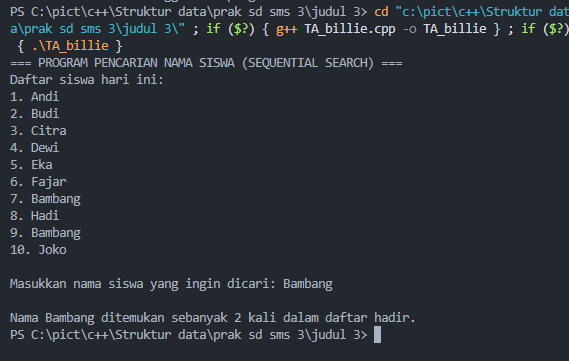 PS C:\pict\c++\Struktur data\prak sd sms 3\judul 3> cd "c:\pict\c++\Struktur dat
a\prak sd sms 3\judul 3\" ; if ($?) { g++ TA_billie.cpp -o TA_billie } ; if ($?)
{ .\TA_billie }
=== PROGRAM PENCARIAN NAMA SISWA (SEQUENTIAL SEARCH) ===
Daftar siswa hari ini:
1. Andi
2. Budi
3. Citra
4. Dewi
5. Eka
6. Fajar
7. Bambang
8. Hadi
9. Bambang
10. Joko
Masukkan nama siswa yang ingin dicari: Bambang
Nama Bambang ditemukan sebanyak 2 kali dalam daftar hadir.
PS C:\pict\c++\Struktur data\prak sd sms 3\judul 3>